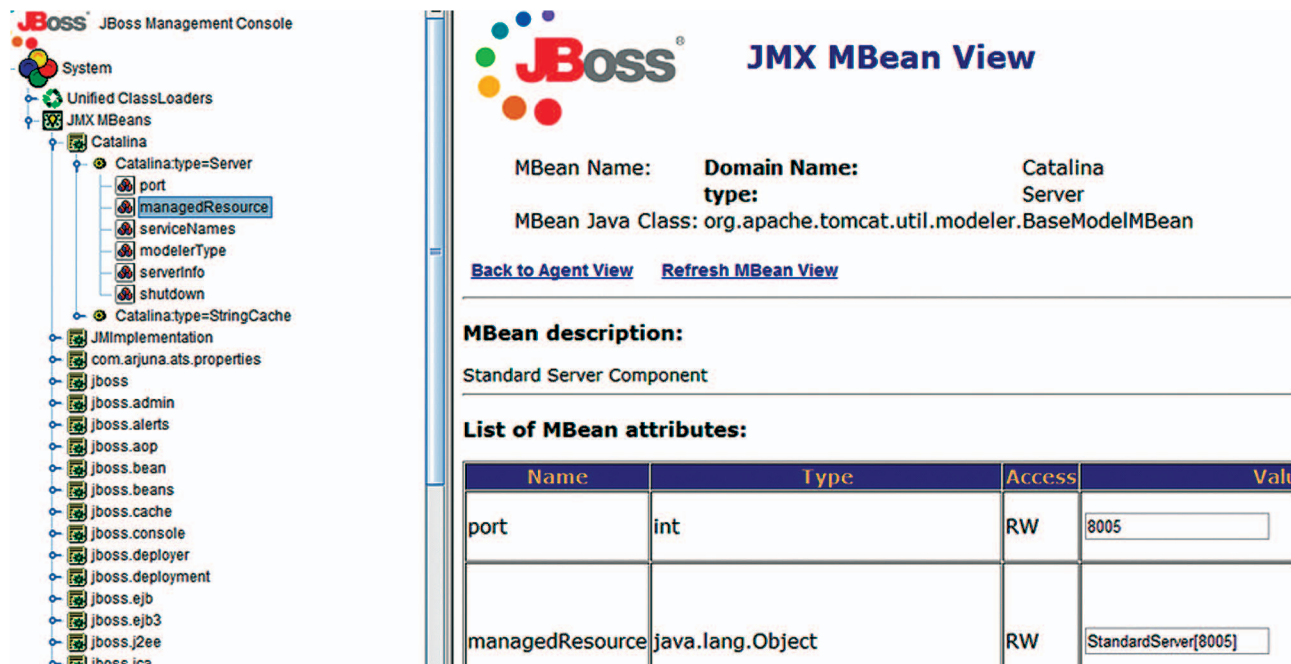 JBoss® JBoss Management Console
System
Unified ClassLoaders
JMX MBeans
Catalina
Catalina:type=Server
port
managedResource
serviceNames
modelerType
serverInfo
shutdown
Catalina:type=StringCache
JMImplementation
com.arjuna.ats.properties
jboss
jboss.admin
jboss.alerts
jboss.aop
jboss.bean
jboss.beans
jboss.cache
jboss.console
jboss.deployer
jboss.deployment
jboss.ejb
jboss.ejb3
jboss.j2ee
jboss.jca
JBoss® JMX MBean View
MBean Name: Domain Name: Catalina
type: Server
MBean Java Class: org.apache.tomcat.util.modeler.BaseModelMBean
Back to Agent View Refresh MBean View
MBean description:
Standard Server Component
List of MBean attributes:
Name Type Access Valu
port int RW 8005
managedResource java.lang.Object RW StandardServer[8005]